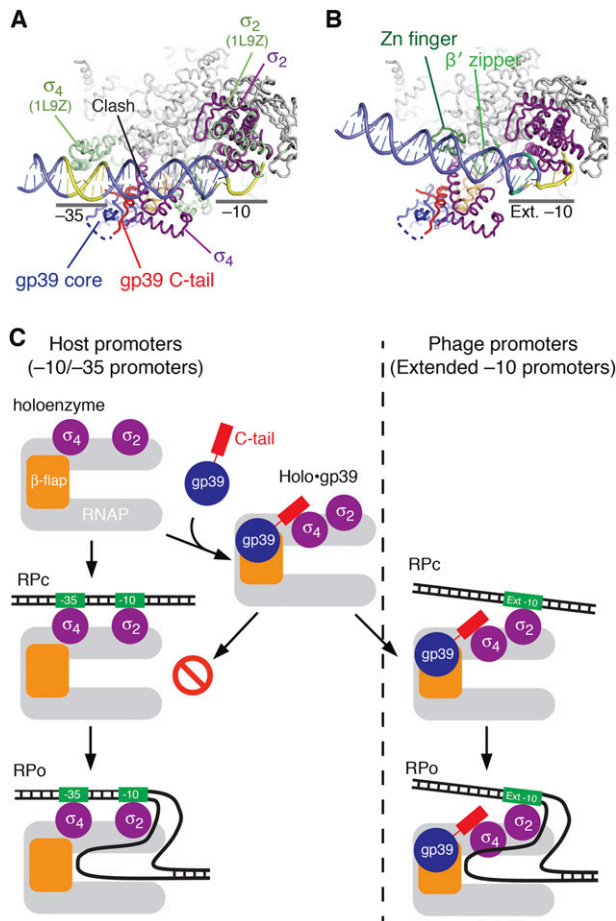 A
σ2
(1L9Z)
σ2
σ4
(1L9Z)
Clash
–35
–10
σ4
gp39 core
gp39 C-tail
B
Zn finger
β′ zipper
Ext. –10
C
Host promoters
(–10/–35 promoters)
Phage promoters
(Extended –10 promoters)
holoenzyme
σ4
σ2
β-flap
RNAP
C-tail
gp39
Holo•gp39
gp39
σ4
σ2
RPc
-35
-10
σ4
σ2
RPc
Ext -10
gp39
σ4
σ2
RPo
-35
-10
σ4
σ2
RPo
Ext -10
gp39
σ4
σ2